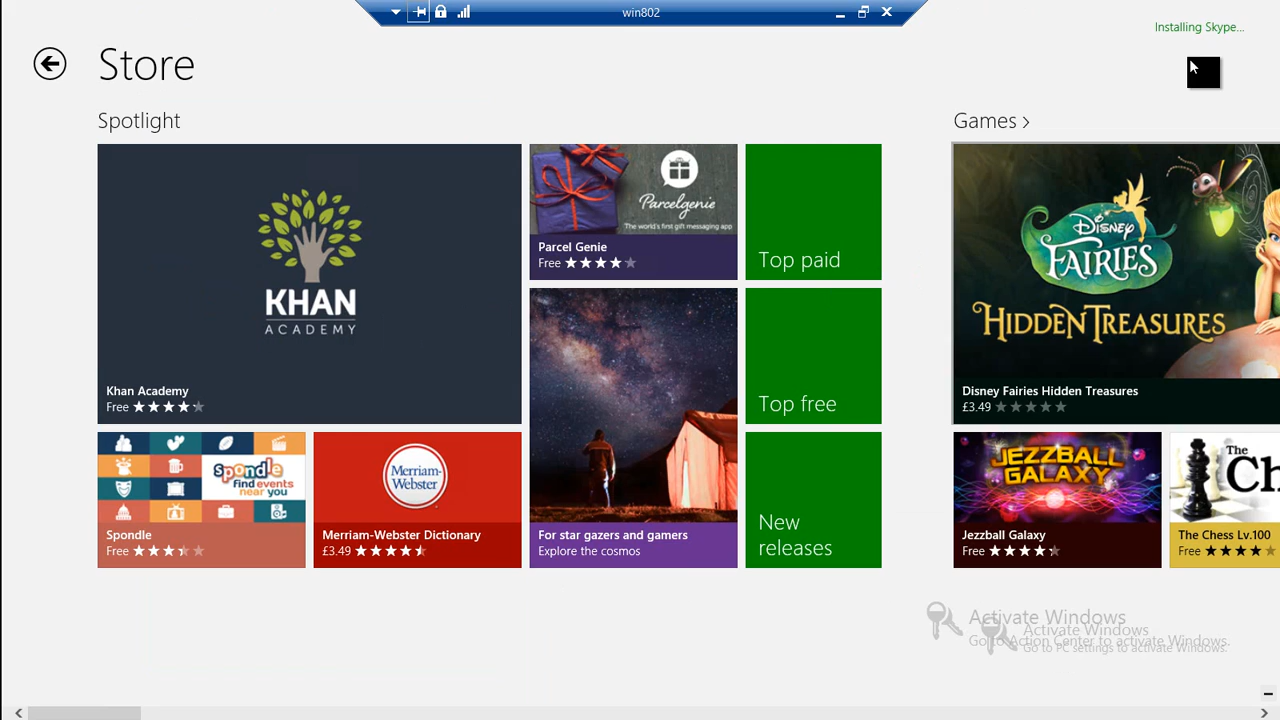 win802
Installing Skype...
Store
Spotlight
Games
KHAN
ACADEMY
Khan Academy
Free
Parcelgenie
The world's first gift messaging app
Parcel Genie
Free
Top paid
Top free
New
releases
Spondle
find events
near you
Spondle
Free
Merriam-
Webster
Merriam-Webster Dictionary
£3.49
For star gazers and gamers
Explore the cosmos
DISNEY
FAIRIES
HIDDEN TREASURES
Disney Fairies Hidden Treasures
£3.49
JEZZBALL
GALAXY
Jezzball Galaxy
Free
The
Ch
The Chess Lv.100
Free
Activate Windows
Go to Action Center to activate Windows.
Activate Windows
Go to PC settings to activate Windows.